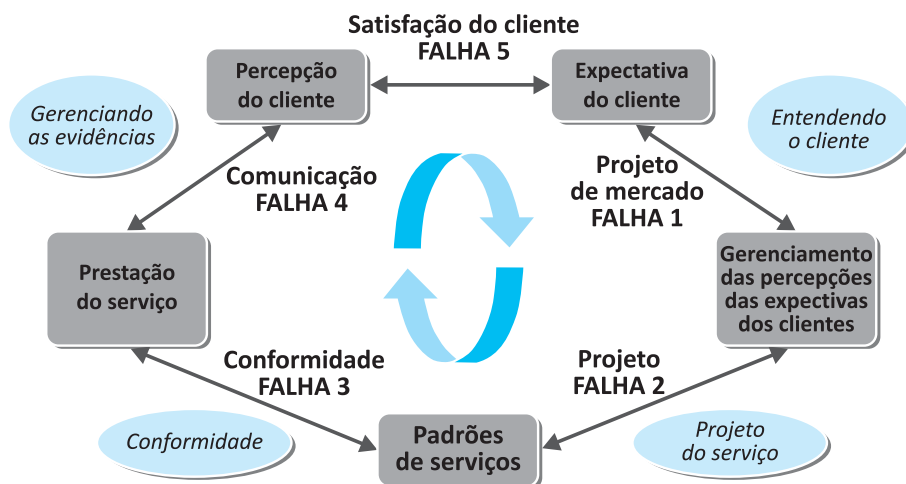 Satisfação do cliente
FALHA 5
Percepção
do cliente
Expectativa
do cliente
Gerenciando
as evidências
Entendendo
o cliente
Comunicação
FALHA 4
Projeto
de mercado
FALHA 1
Prestação
do serviço
Gerenciamento
das percepções
das expectivas
dos clientes
Conformidade
FALHA 3
Projeto
FALHA 2
Conformidade
Padrões
de serviços
Projeto
do serviço